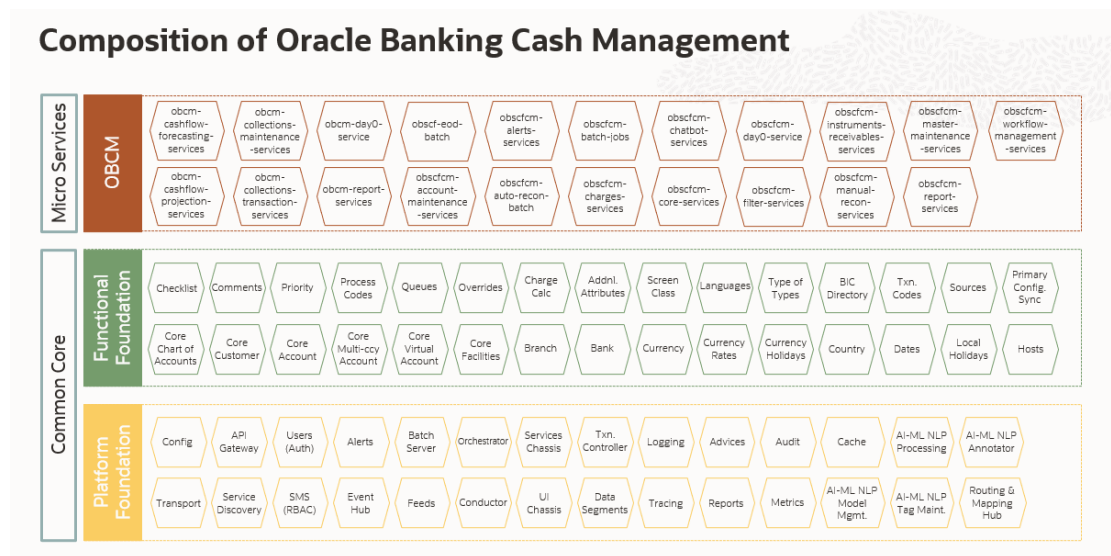 Composition of Oracle Banking Cash Management
Micro Services
OBCM
obcm-
cashflow-
forecasting-
services
obcm-
collections-
maintenance
-services
obcm-day0-
service
obscf-eod-
batch
obscfcm-
alerts-
services
obscfcm-
batch-jobs
obscfcm-
chatbot-
services
obscfcm-
day0-service
obscfcm-
instruments-
receivables-
services
obscfcm-
master-
maintenance
-services
obscfcm-
workflow-
management
-services
obcm-
cashflow-
projection-
services
obcm-
collections-
transaction-
services
obcm-report-
services
obscfcm-
account-
maintenance
-services
obscfcm-
auto-recon-
batch
obscfcm-
charges-
services
obscfcm-
core-services
obscfcm-
filter-services
obscfcm-
manual-
recon-
services
obscfcm-
report-
services
Common Core
Functional
Foundation
Checklist
Comments
Priority
Process
Codes
Queues
Overrides
Charge
Calc
Addnl.
Attributes
Screen
Class
Languages
Type of
Types
BIC
Directory
Txn.
Codes
Sources
Primary
Config.
Sync
Core
Chart of
Accounts
Core
Customer
Core
Account
Core
Multi-ccy
Account
Core
Virtual
Account
Core
Facilities
Branch
Bank
Currency
Currency
Rates
Currency
Holidays
Country
Dates
Local
Holidays
Hosts
Platform
Foundation
Config
API
Gateway
Users
(Auth)
Alerts
Batch
Server
Orchestrator
Services
Chassis
Txn.
Controller
Logging
Advices
Audit
Cache
AI-ML NLP
Processing
AI-ML NLP
Annotator
Transport
Service
Discovery
SMS
(RBAC)
Event
Hub
Feeds
Conductor
UI
Chassis
Data
Segments
Tracing
Reports
Metrics
AI-ML NLP
Model
Mgmt.
AI-ML NLP
Tag Maint.
Routing &
Mapping
Hub